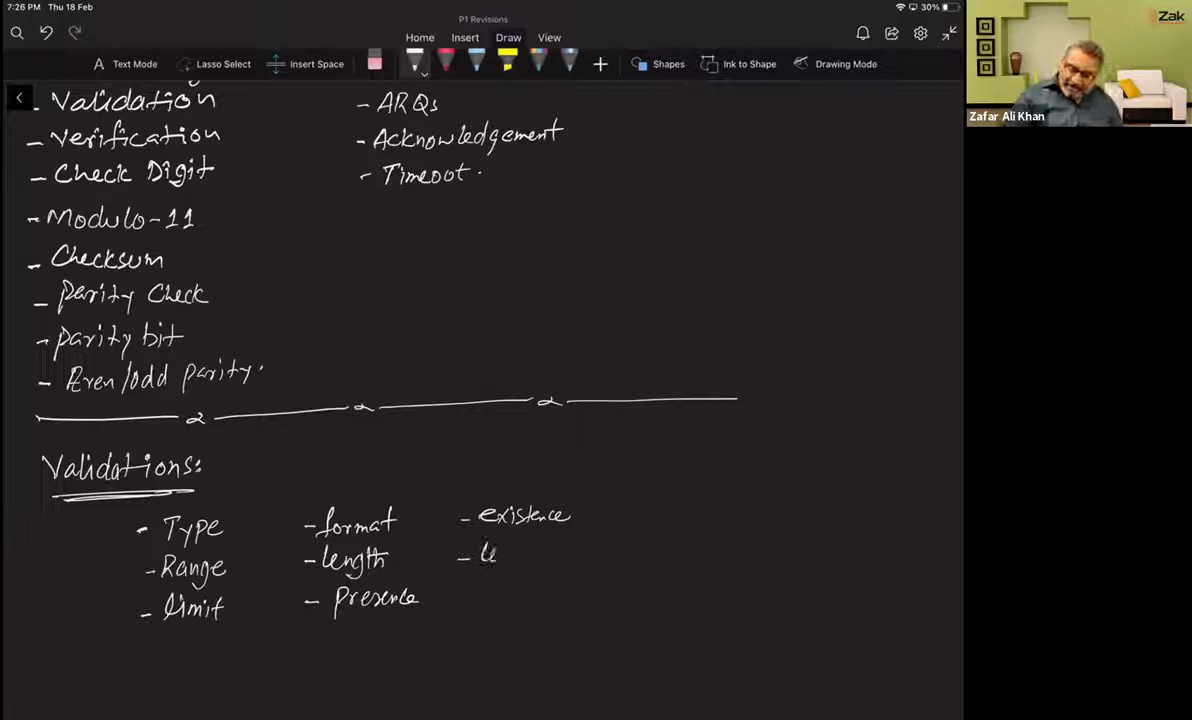 7:26 PM Thu 18 Feb
30%
P1 Revisions
Home Insert Draw View
Text Mode Lasso Select Insert Space Shapes Ink to Shape Drawing Mode
Zak
Zafar Ali Khan
- Validation
- Verification
- Check Digit
- Modulo-11
- Checksum
- Parity Check
- Parity bit
- Even/odd parity.
- ARQs
- Acknowledgement
- Timeout.
Validations:
- Type
- Range
- limit
- format
- length
- Presence
- existence